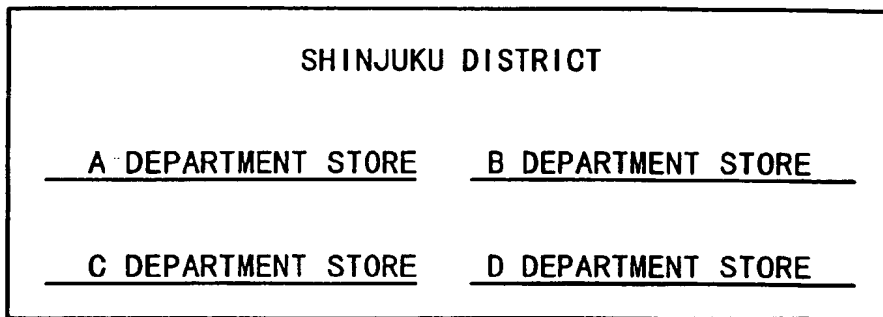 SHINJUKU DISTRICT
A DEPARTMENT STORE B DEPARTMENT STORE
C DEPARTMENT STORE D DEPARTMENT STORE